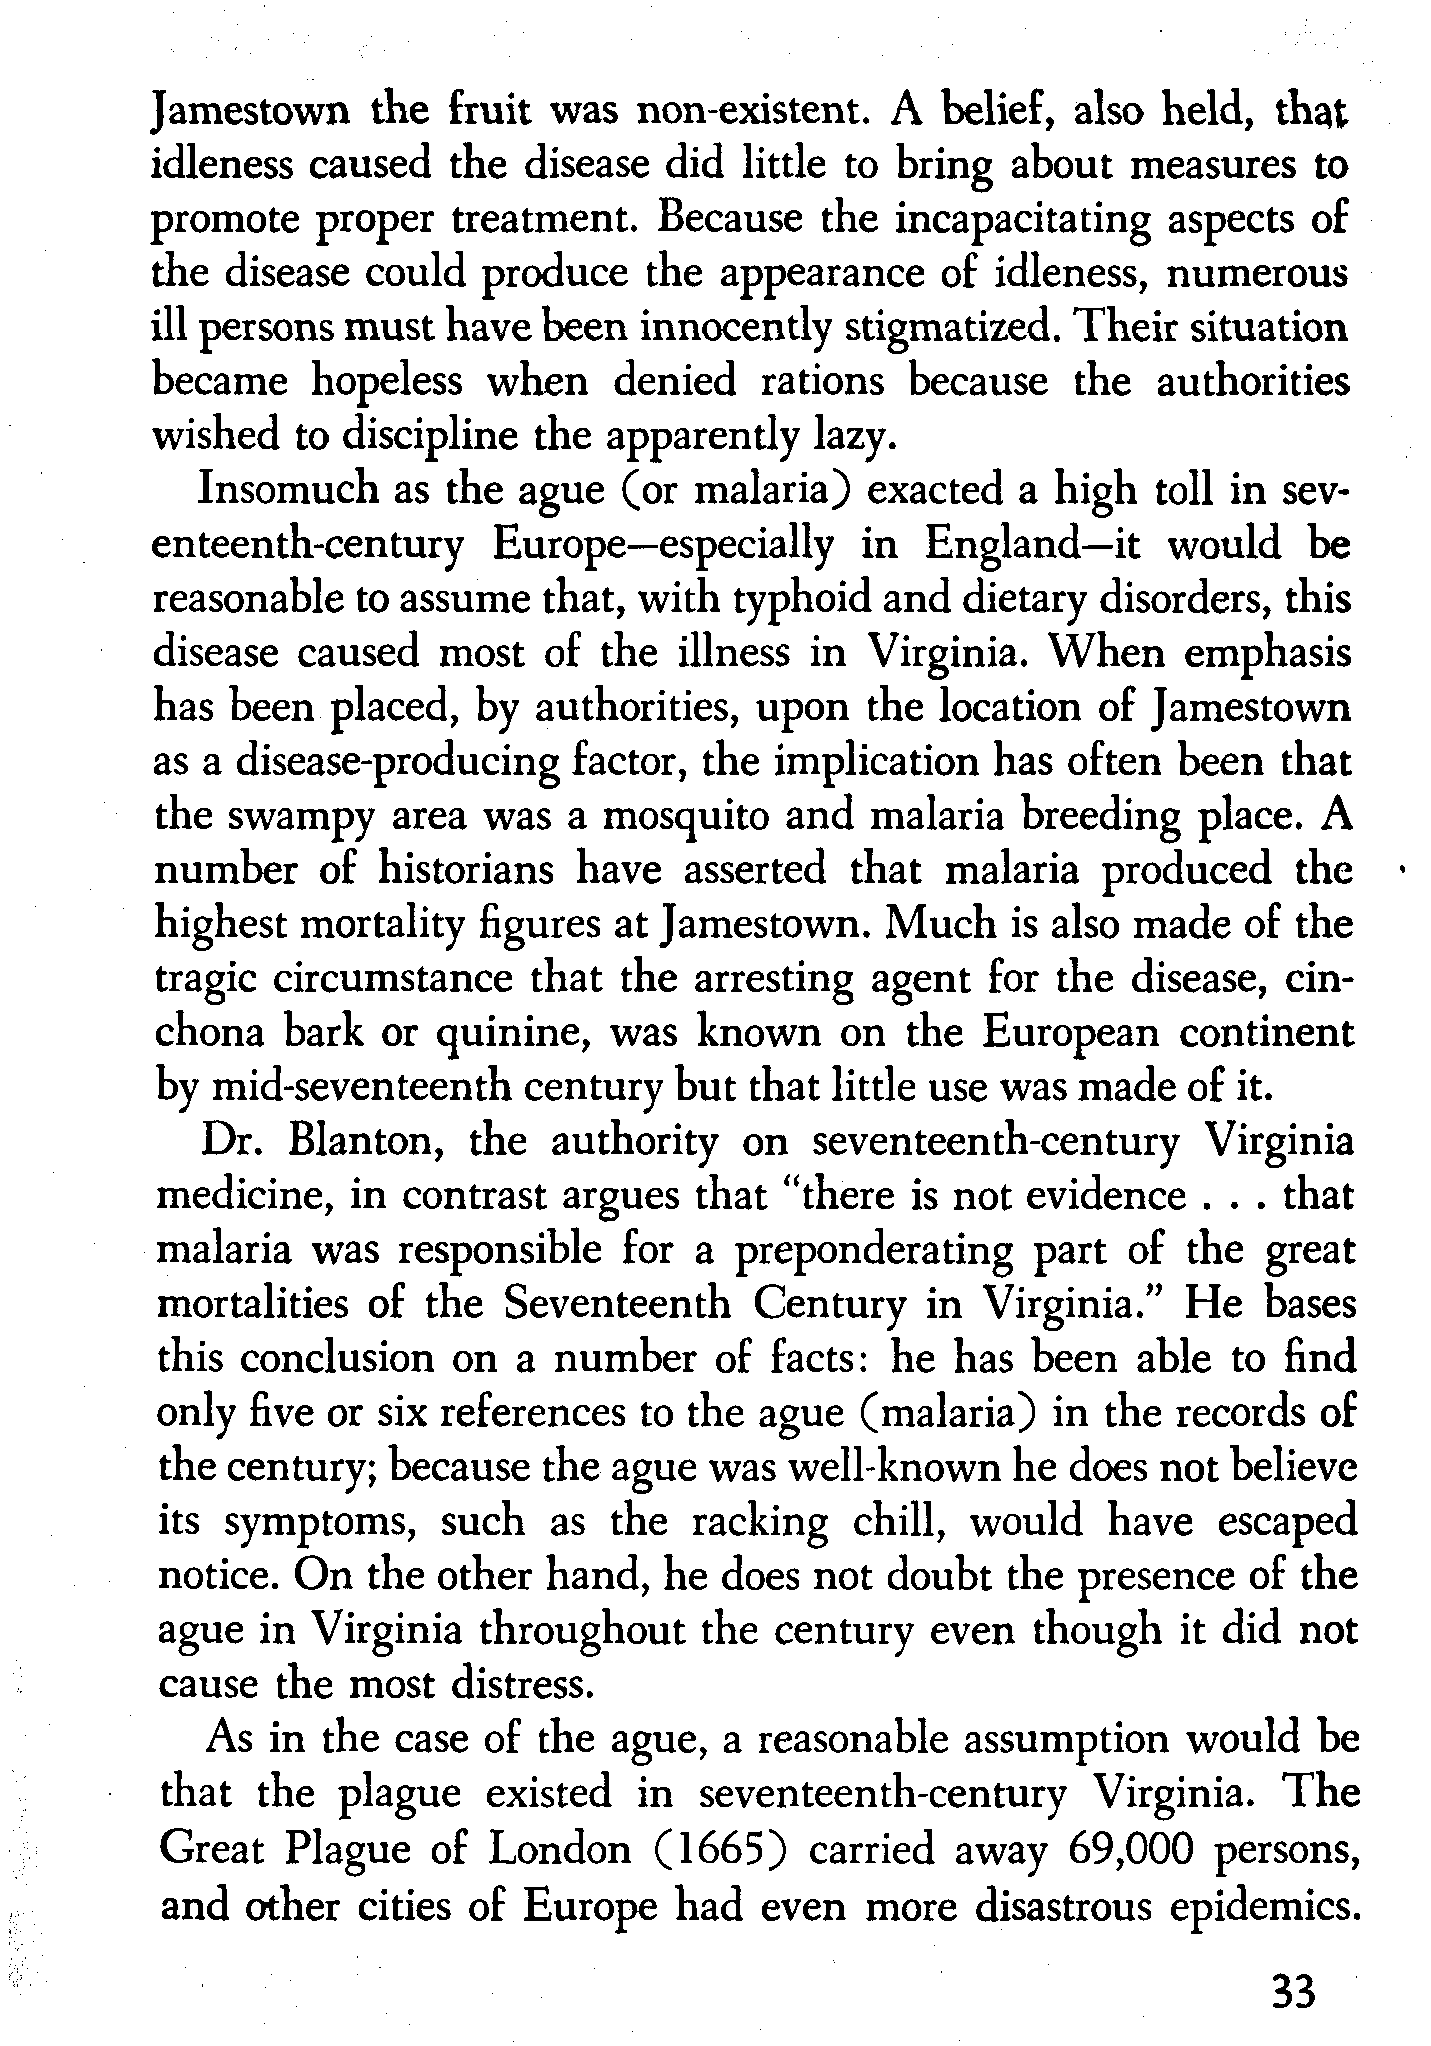 Jamestown the fruit was non-existent. A belief, also held, that
idleness caused the disease did little to bring about measures to
promote proper treatment. Because the incapacitating aspects of
the disease could produce the appearance of idleness, numerous
ill persons must have been innocently stigmatized. Their situation
became hopeless when denied rations because the authorities
wished to discipline the apparently lazy.
Insomuch as the ague (or malaria) exacted a high toll in sev-
enteenth-century Europe—especially in England—it would be
reasonable to assume that, with typhoid and dietary disorders, this
disease caused most of the illness in Virginia. When emphasis
has been placed, by authorities, upon the location of Jamestown
as a disease-producing factor, the implication has often been that
the swampy area was a mosquito and malaria breeding place. A
number of historians have asserted that malaria produced the
highest mortality figures at Jamestown. Much is also made of the
tragic circumstance that the arresting agent for the disease, cin-
chona bark or quinine, was known on the European continent
by mid-seventeenth century but that little use was made of it.
Dr. Blanton, the authority on seventeenth-century Virginia
medicine, in contrast argues that “there is not evidence . . . that
malaria was responsible for a preponderating part of the great
mortalities of the Seventeenth Century in Virginia.” He bases
this conclusion on a number of facts: he has been able to find
only five or six references to the ague (malaria) in the records of
the century; because the ague was well-known he does not believe
its symptoms, such as the racking chill, would have escaped
notice. On the other hand, he does not doubt the presence of the
ague in Virginia throughout the century even though it did not
cause the most distress.
As in the case of the ague, a reasonable assumption would be
that the plague existed in seventeenth-century Virginia. The
Great Plague of London (1665) carried away 69,000 persons,
and other cities of Europe had even more disastrous epidemics.
33